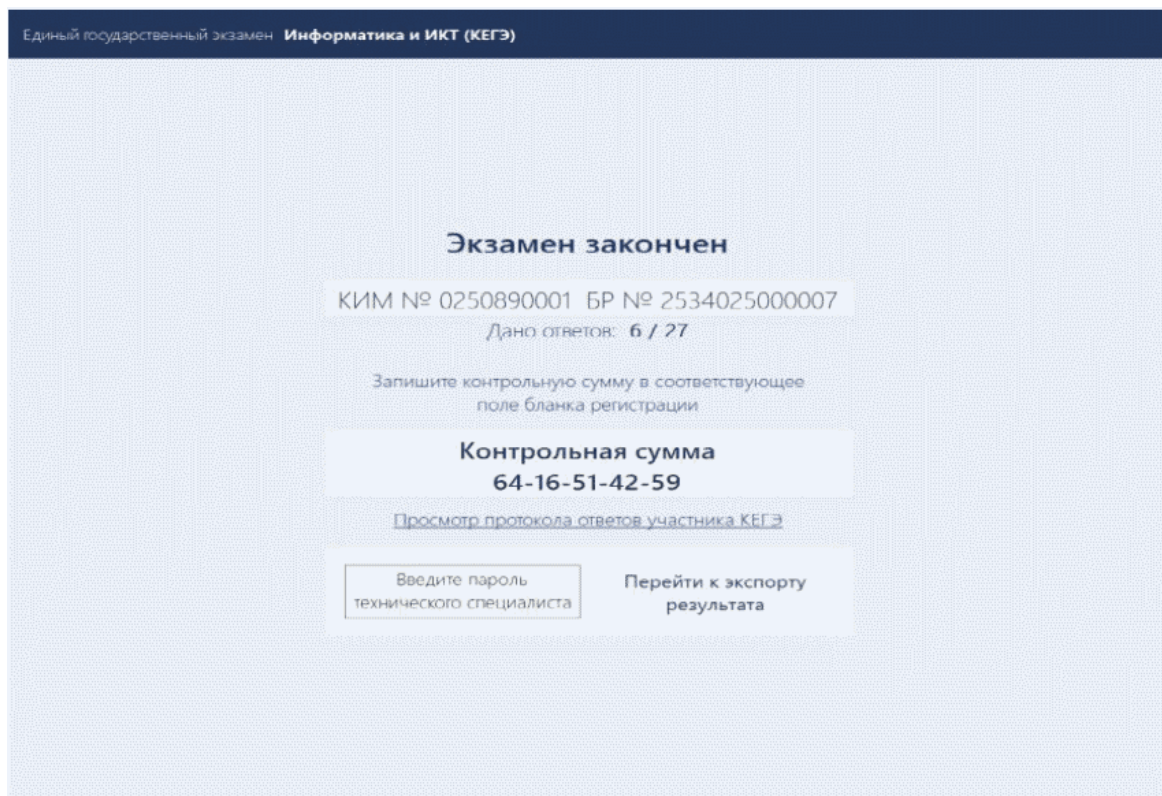 Единый государственный экзамен Информатика и ИКТ (КЕГЭ)
Экзамен закончен
КИМ № 0250890001 БР № 2534025000007
Дано ответов: 6 / 27
Запишите контрольную сумму в соответствующее
поле бланка регистрации
Контрольная сумма
64-16-51-42-59
Просмотр протокола ответов участника КЕГЭ
Введите пароль
технического специалиста
Перейти к экспорту
результата